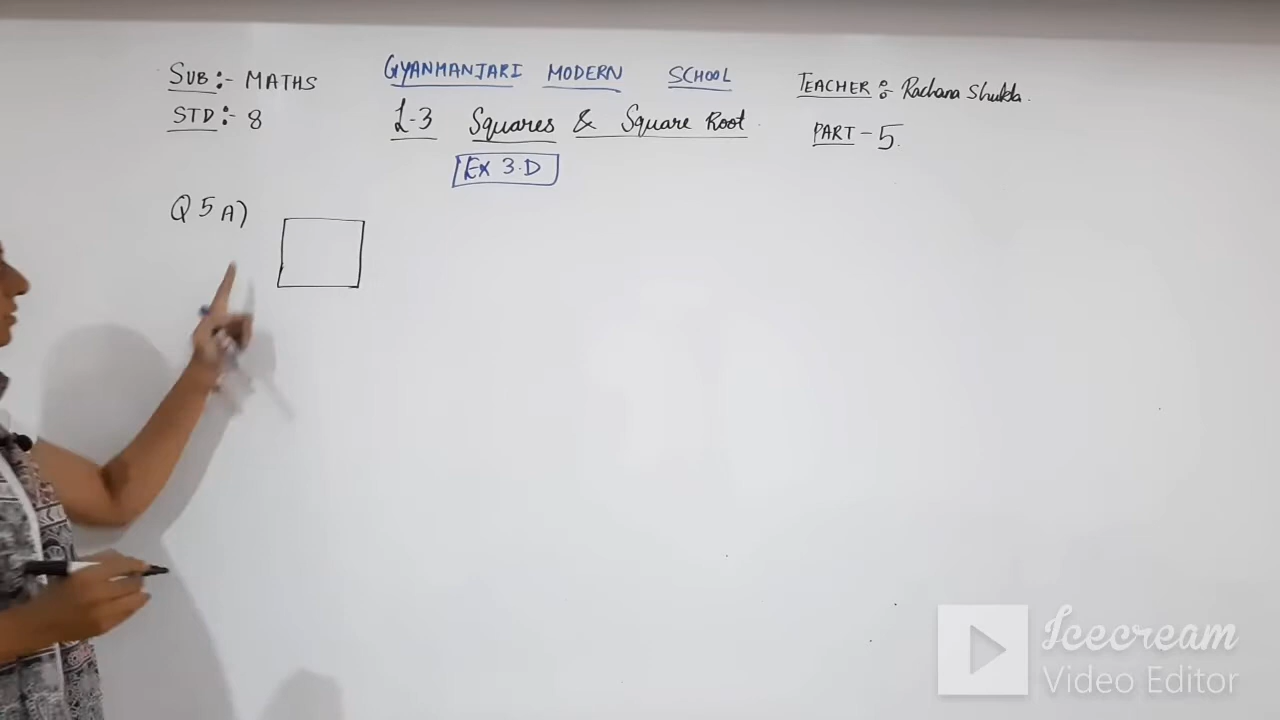 SUB :- MATHS
STD :- 8
GYANMANJARI MODERN SCHOOL
L-3 Squares & Square Root
Ex 3.D
TEACHER :- Rachana Shukla.
PART - 5.
Q 5 A)
Icecream
Video Editor